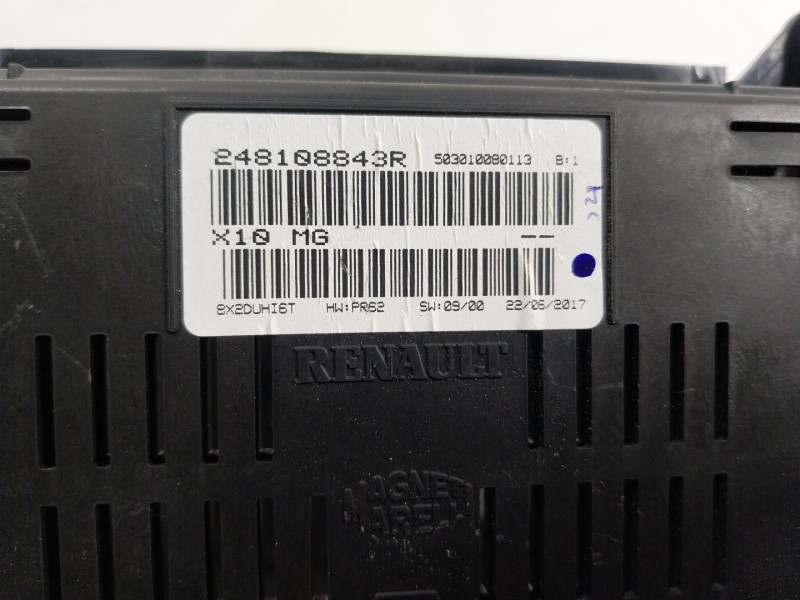 248108843R 503010080113 B:1
X10 MG --
8X2DUHI6T HW:PR62 SW:09/00 22/06/2017
RENAULT
MAGNETI
MARELLI